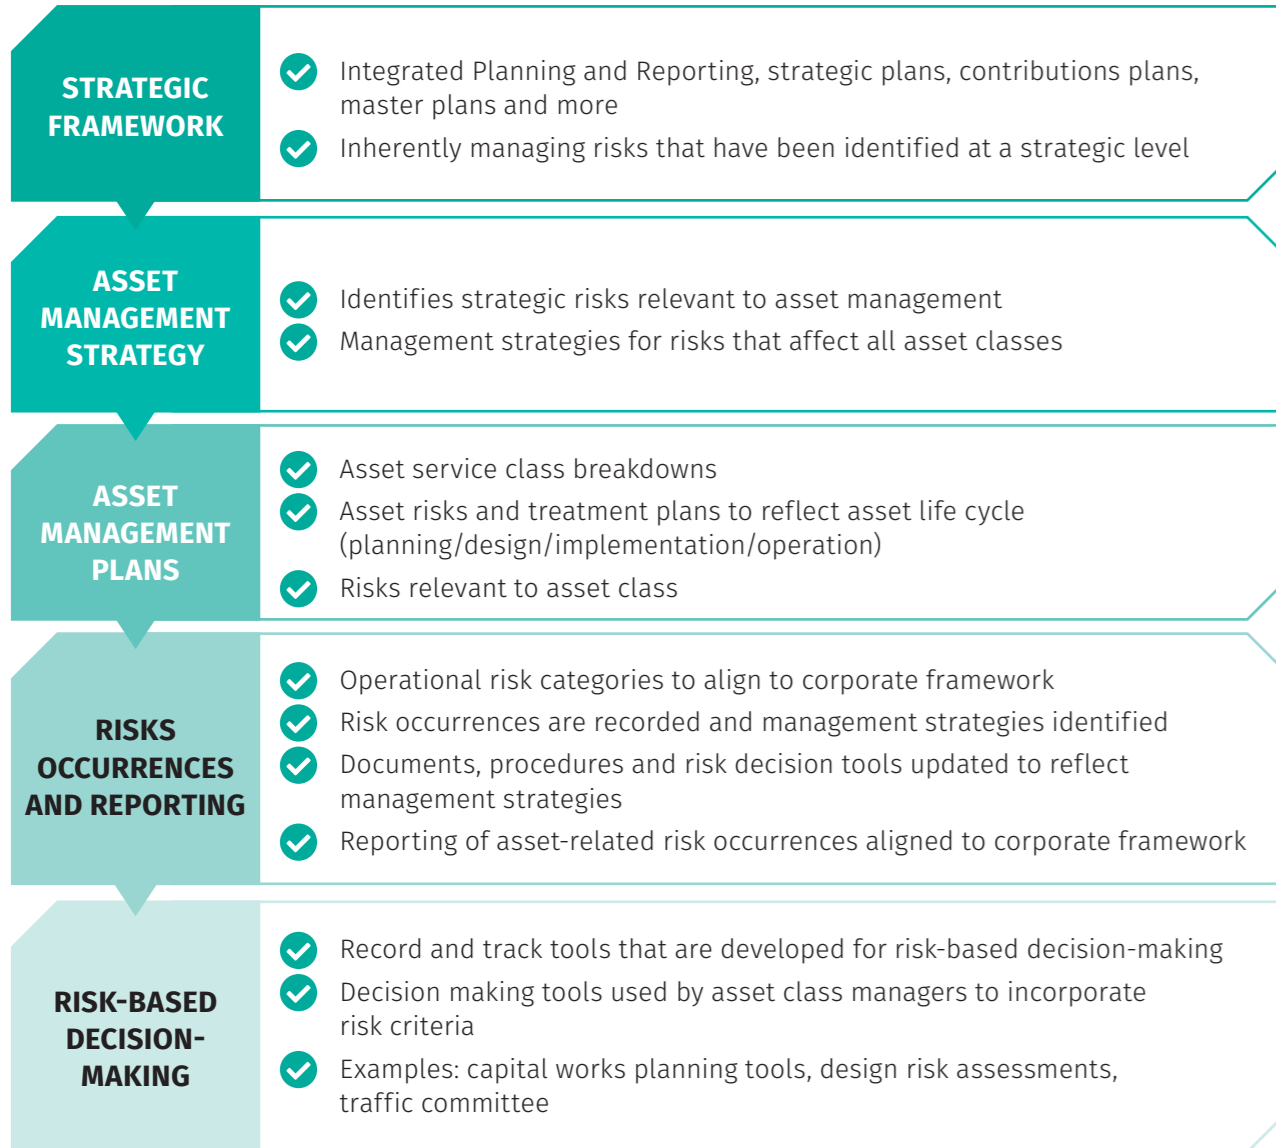 STRATEGIC
FRAMEWORK
Integrated Planning and Reporting, strategic plans, contributions plans,
master plans and more
Inherently managing risks that have been identified at a strategic level
ASSET
MANAGEMENT
STRATEGY
Identifies strategic risks relevant to asset management
Management strategies for risks that affect all asset classes
ASSET
MANAGEMENT
PLANS
Asset service class breakdowns
Asset risks and treatment plans to reflect asset life cycle
(planning/design/implementation/operation)
Risks relevant to asset class
RISKS
OCCURRENCES
AND REPORTING
Operational risk categories to align to corporate framework
Risk occurrences are recorded and management strategies identified
Documents, procedures and risk decision tools updated to reflect
management strategies
Reporting of asset-related risk occurrences aligned to corporate framework
RISK-BASED
DECISION-
MAKING
Record and track tools that are developed for risk-based decision-making
Decision making tools used by asset class managers to incorporate
risk criteria
Examples: capital works planning tools, design risk assessments,
traffic committee